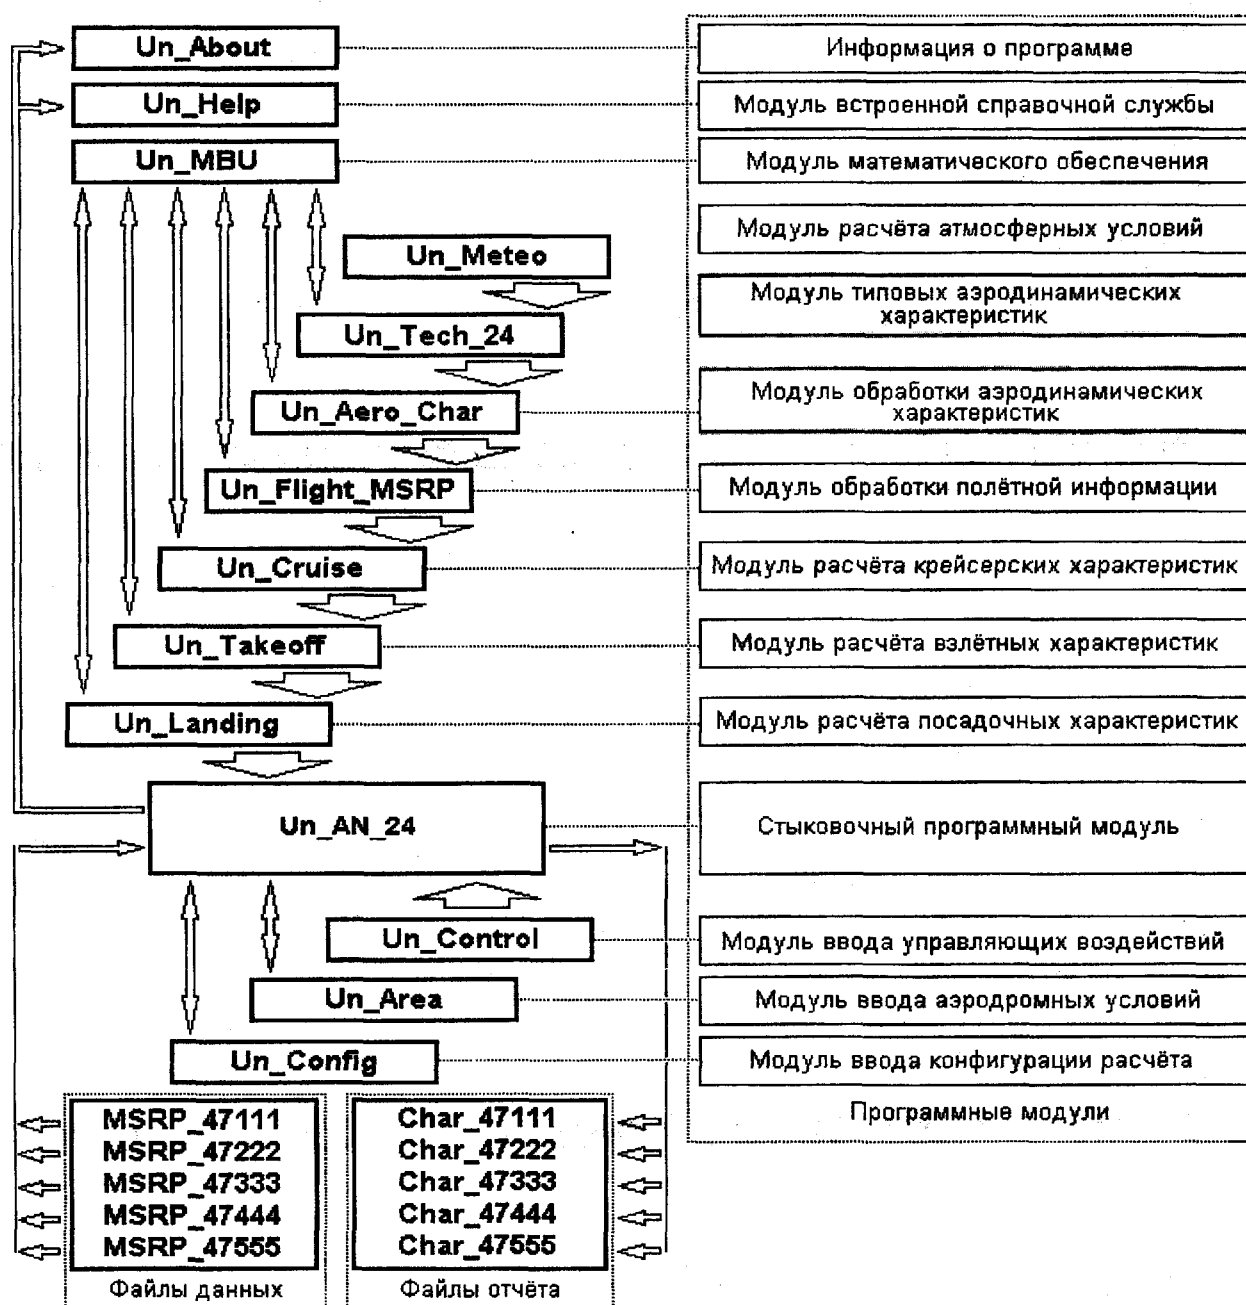 Un_About
Информация о программе
Un_Help
Модуль встроенной справочной службы
Un_MBU
Модуль математического обеспечения
Модуль расчёта атмосферных условий
Un_Meteo
Модуль типовых аэродинамических
характеристик
Un_Tech_24
Модуль обработки аэродинамических
характеристик
Un_Aero_Char
Un_Flight_MSRP
Модуль обработки полётной информации
Un_Cruise
Модуль расчёта крейсерских характеристик
Un_Takeoff
Модуль расчёта взлётных характеристик
Un_Landing
Модуль расчёта посадочных характеристик
Un_AN_24
Стыковочный программный модуль
Un_Control
Модуль ввода управляющих воздействий
Un_Area
Модуль ввода аэродромных условий
Un_Config
Модуль ввода конфигурации расчёта
Программные модули
MSRP_47111
MSRP_47222
MSRP_47333
MSRP_47444
MSRP_47555
Файлы данных
Char_47111
Char_47222
Char_47333
Char_47444
Char_47555
Файлы отчёта